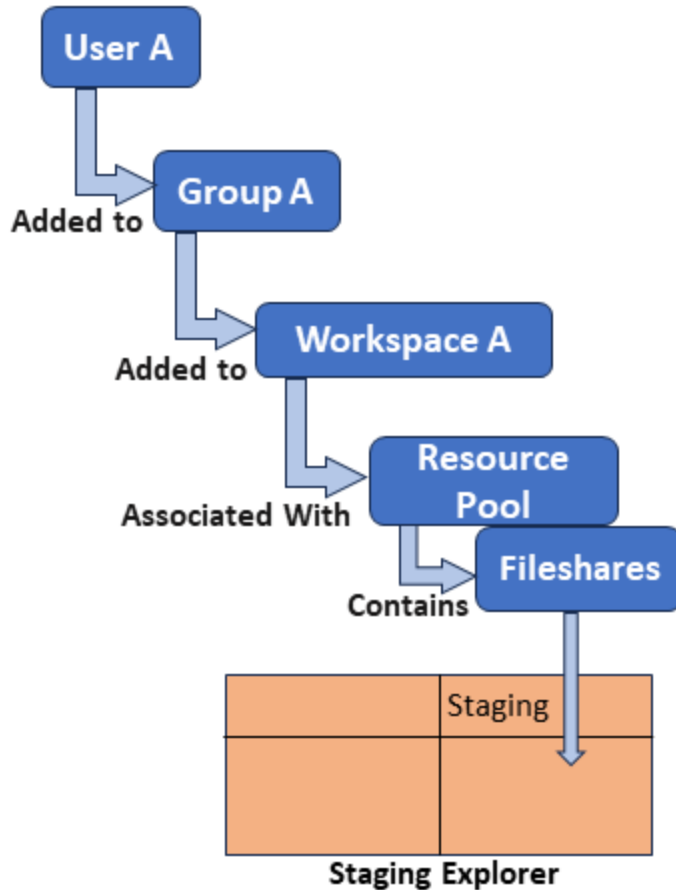 User A
Added to
Group A
Added to
Workspace A
Associated With
Resource
Pool
Contains
Fileshares
Staging
Staging Explorer